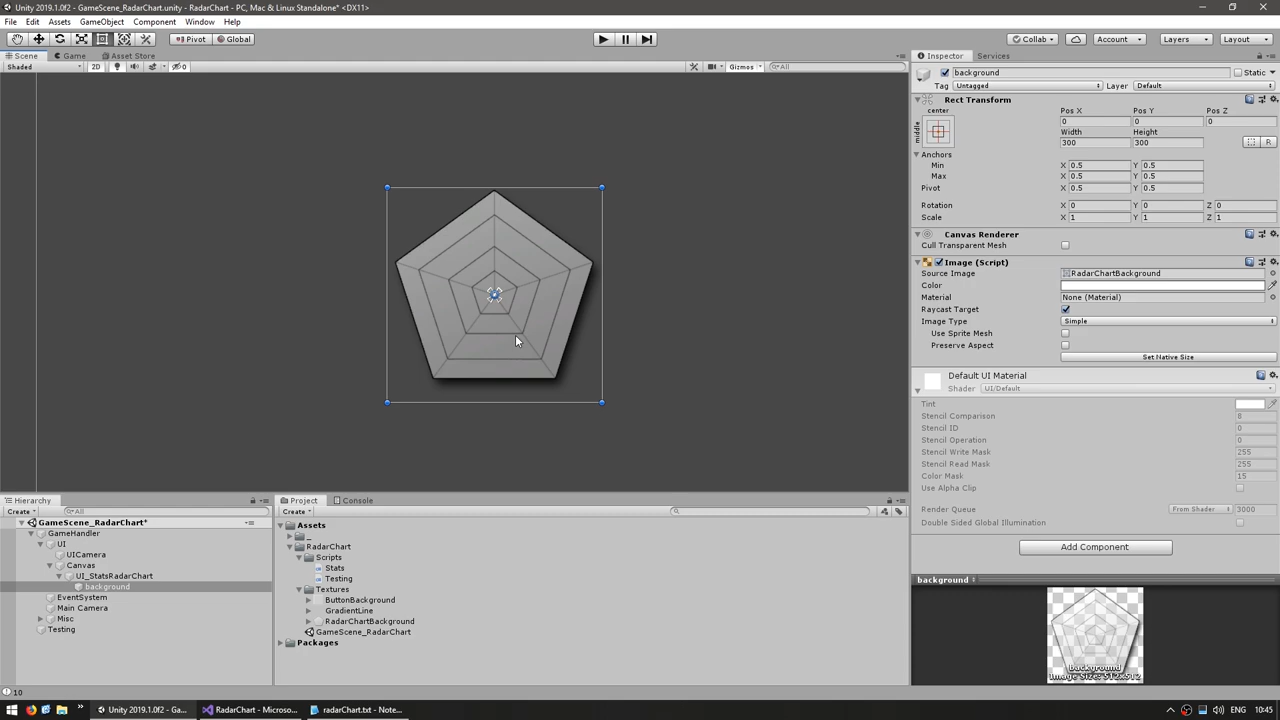 Unity 2019.1.0f2 - GameScene_RadarChart.unity - RadarChart - PC, Mac & Linux Standalone* <DX11>
File Edit Assets GameObject Component Window Help
Pivot Global Collab Account Layers Layout
Scene Game Asset Store
Shaded 2D 0 Gizmos All
Inspector Services
background Static
Tag Untagged Layer Default
Rect Transform
center Pos X Pos Y Pos Z
middle 0 0 0
Width Height
300 300 R
Anchors
Min X 0.5 Y 0.5
Max X 0.5 Y 0.5
Pivot X 0.5 Y 0.5
Rotation X 0 Y 0 Z 0
Scale X 1 Y 1 Z 1
Canvas Renderer
Cull Transparent Mesh
Image (Script)
Source Image RadarChartBackground
Color
Material None (Material)
Raycast Target
Image Type Simple
Use Sprite Mesh
Preserve Aspect
Set Native Size
Default UI Material
Shader UI/Default
Tint
Stencil Comparison 8
Stencil ID 0
Stencil Operation 0
Stencil Write Mask 255
Stencil Read Mask 255
Color Mask 15
Use Alpha Clip
Render Queue From Shader 3000
Double Sided Global Illumination
Add Component
background
background
Image Size: 512x512
Hierarchy
Create All
GameScene_RadarChart*
GameHandler
UI
UICamera
Canvas
UI_StatsRadarChart
background
EventSystem
Main Camera
Misc
Testing
Project Console
Create
Assets
_
RadarChart
Scripts
Stats
Testing
Textures
ButtonBackground
GradientLine
RadarChartBackground
GameScene_RadarChart
Packages
10
Unity 2019.1.0f2 - Ga... RadarChart - Microso... radarChart.txt - Note... ENG 10:45